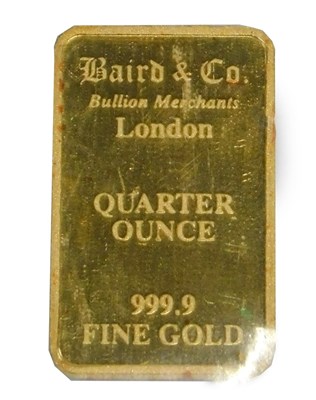 Baird & Co.
Bullion Merchants
London
QUARTER
OUNCE
999.9
FINE GOLD